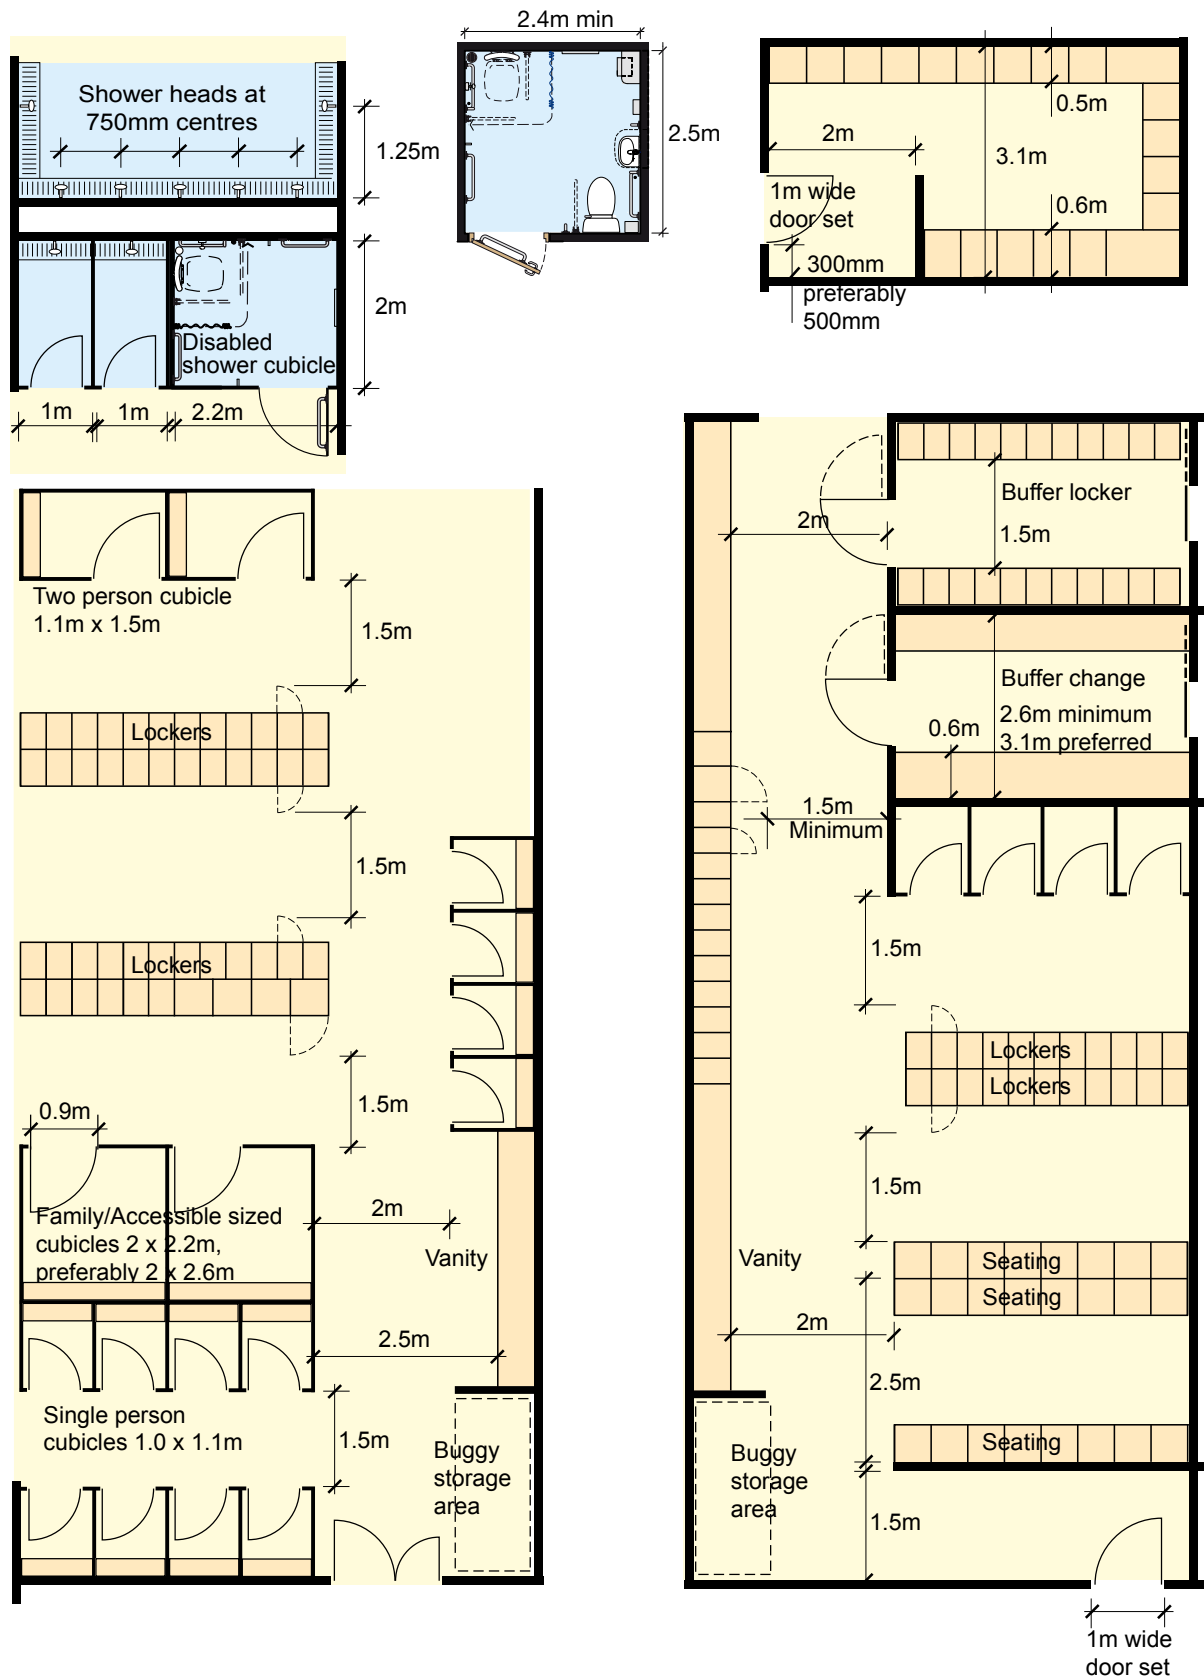 Shower heads at
750mm centres
1.25m
2m
Disabled
shower cubicle
1m
1m
2.2m
2.4m min
2.5m
0.5m
2m
3.1m
1m wide
door set
0.6m
300mm
preferably
500mm
Two person cubicle
1.1m x 1.5m
1.5m
Lockers
1.5m
Lockers
1.5m
0.9m
Family/Accessible sized
cubicles 2 x 2.2m,
preferably 2 x 2.6m
2m
Vanity
2.5m
Single person
cubicles 1.0 x 1.1m
1.5m
Buggy
storage
area
2m
Buffer locker
1.5m
Buffer change
2.6m minimum
3.1m preferred
0.6m
1.5m
Minimum
1.5m
Lockers
Lockers
1.5m
Vanity
Seating
Seating
2m
2.5m
Seating
Buggy
storage
area
1.5m
1m wide
door set